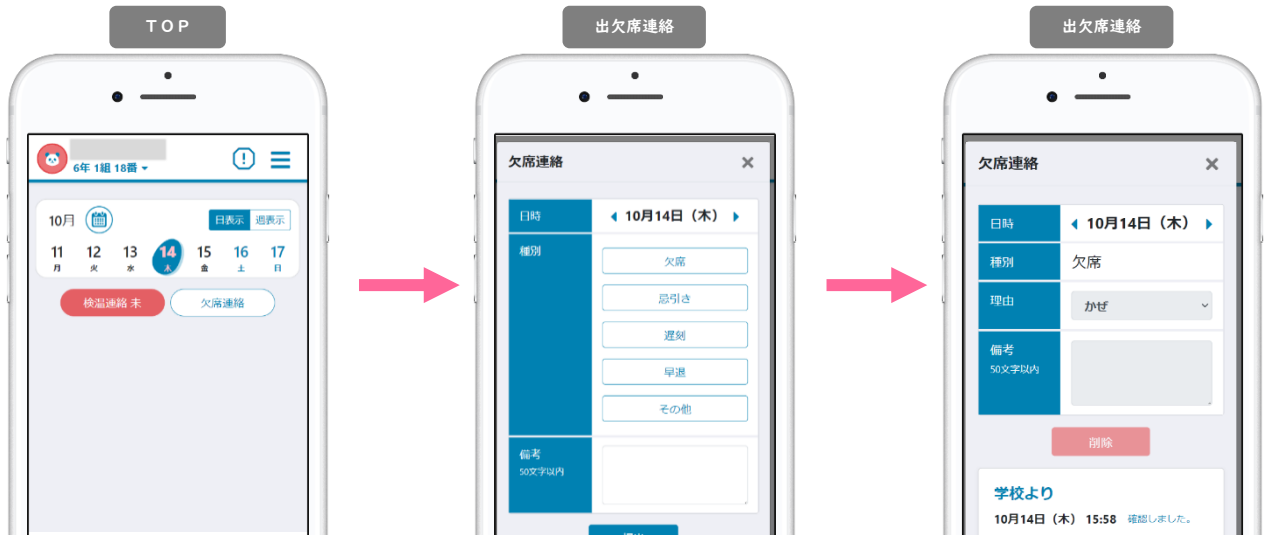 TOP
6年 1組 18番
10月
日表示 週表示
11 12 13 14 15 16 17
月 火 水 木 金 土 日
検温連絡 未 欠席連絡
出欠席連絡
欠席連絡 ×
日時 10月14日（木）
種別
欠席
忌引き
遅刻
早退
その他
備考
50文字以内
出欠席連絡
欠席連絡 ×
日時 10月14日（木）
種別 欠席
理由 かぜ
備考
50文字以内
削除
学校より
10月14日（木） 15:58 確認しました。